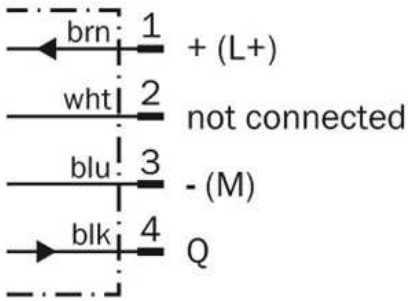 brn 1 + (L+)
wht 2 not connected
blu 3 - (M)
blk 4 Q